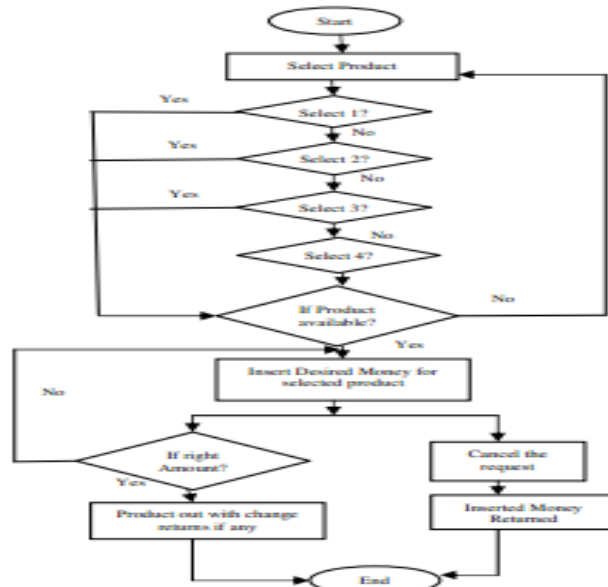 Start
Select Product
Yes
Select 1?
No
Yes
Select 2?
No
Yes
Select 3?
No
Select 4?
If Product
available?
No
Yes
Insert Desired Money for
selected product
No
If right
Amount?
Yes
Cancel the
request
Product out with change
returns if any
Inserted Money
Returned
End